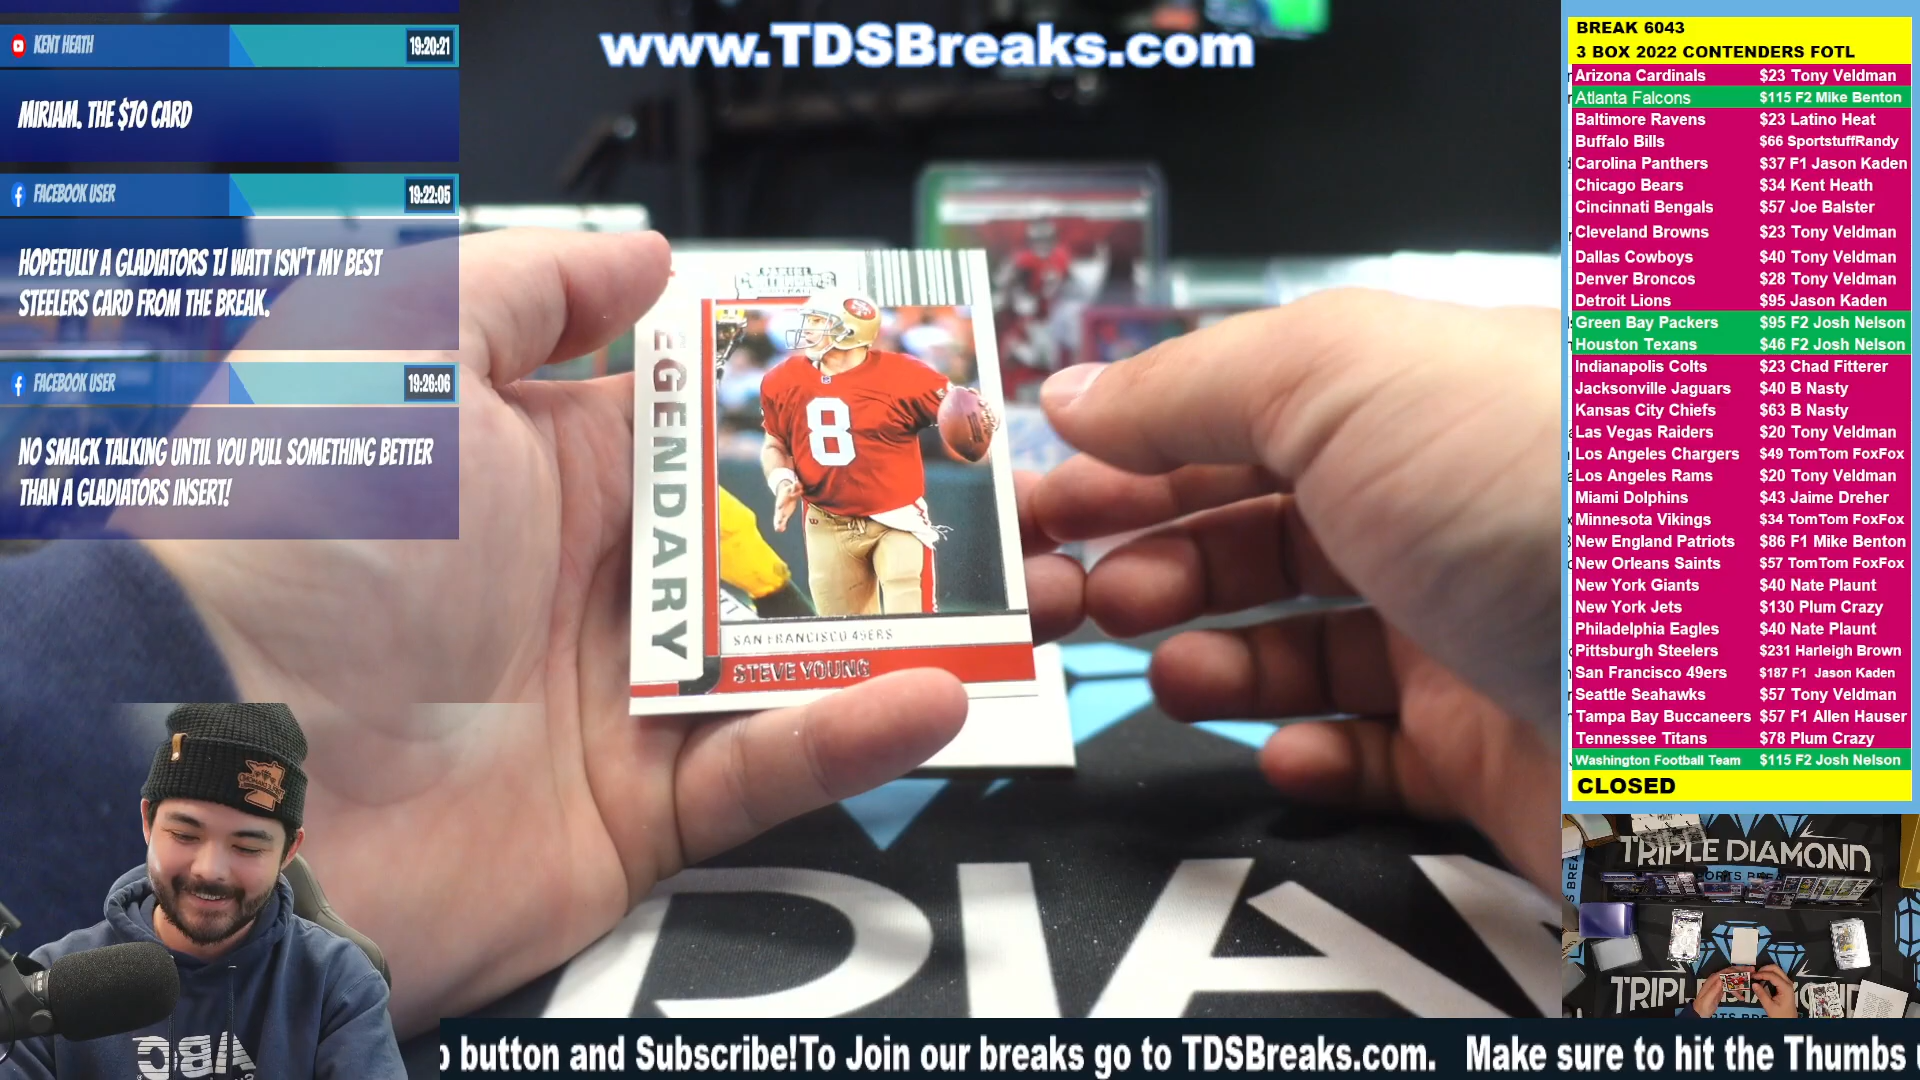 KENT HEATH
19:20:21
MIRIAM. THE $70 CARD
FACEBOOK USER
19:22:05
HOPEFULLY A GLADIATORS TJ WATT ISN'T MY BEST
STEELERS CARD FROM THE BREAK.
FACEBOOK USER
19:26:06
NO SMACK TALKING UNTIL YOU PULL SOMETHING BETTER
THAN A GLADIATORS INSERT!
www.TDSBreaks.com
CONTENDERS
EGENDARY
8
SAN FRANCISCO 49ERS
STEVE YOUNG
DIA
BREAK 6043
3 BOX 2022 CONTENDERS FOTL
Arizona Cardinals $23 Tony Veldman
Atlanta Falcons $115 F2 Mike Benton
Baltimore Ravens $23 Latino Heat
Buffalo Bills $66 SportstuffRandy
Carolina Panthers $37 F1 Jason Kaden
Chicago Bears $34 Kent Heath
Cincinnati Bengals $57 Joe Balster
Cleveland Browns $23 Tony Veldman
Dallas Cowboys $40 Tony Veldman
Denver Broncos $28 Tony Veldman
Detroit Lions $95 Jason Kaden
Green Bay Packers $95 F2 Josh Nelson
Houston Texans $46 F2 Josh Nelson
Indianapolis Colts $23 Chad Fitterer
Jacksonville Jaguars $40 B Nasty
Kansas City Chiefs $63 B Nasty
Las Vegas Raiders $20 Tony Veldman
Los Angeles Chargers $49 TomTom FoxFox
Los Angeles Rams $20 Tony Veldman
Miami Dolphins $43 Jaime Dreher
Minnesota Vikings $34 TomTom FoxFox
New England Patriots $86 F1 Mike Benton
New Orleans Saints $57 TomTom FoxFox
New York Giants $40 Nate Plaunt
New York Jets $130 Plum Crazy
Philadelphia Eagles $40 Nate Plaunt
Pittsburgh Steelers $231 Harleigh Brown
San Francisco 49ers $187 F1 Jason Kaden
Seattle Seahawks $57 Tony Veldman
Tampa Bay Buccaneers $57 F1 Allen Hauser
Tennessee Titans $78 Plum Crazy
Washington Football Team $115 F2 Josh Nelson
CLOSED
TRIPLE DIAMOND
button and Subscribe!To Join our breaks go to TDSBreaks.com. Make sure to hit the Thumbs